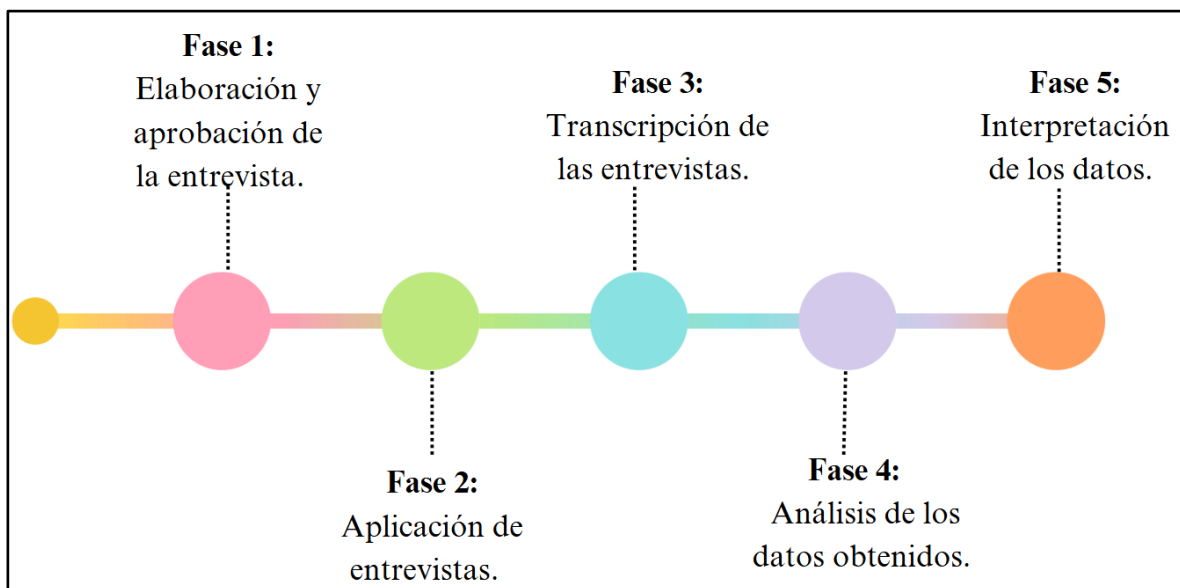 Fase 1:
Elaboración y
aprobación de
la entrevista.
Fase 2:
Aplicación de
entrevistas.
Fase 3:
Transcripción de
las entrevistas.
Fase 4:
Análisis de los
datos obtenidos.
Fase 5:
Interpretación
de los datos.